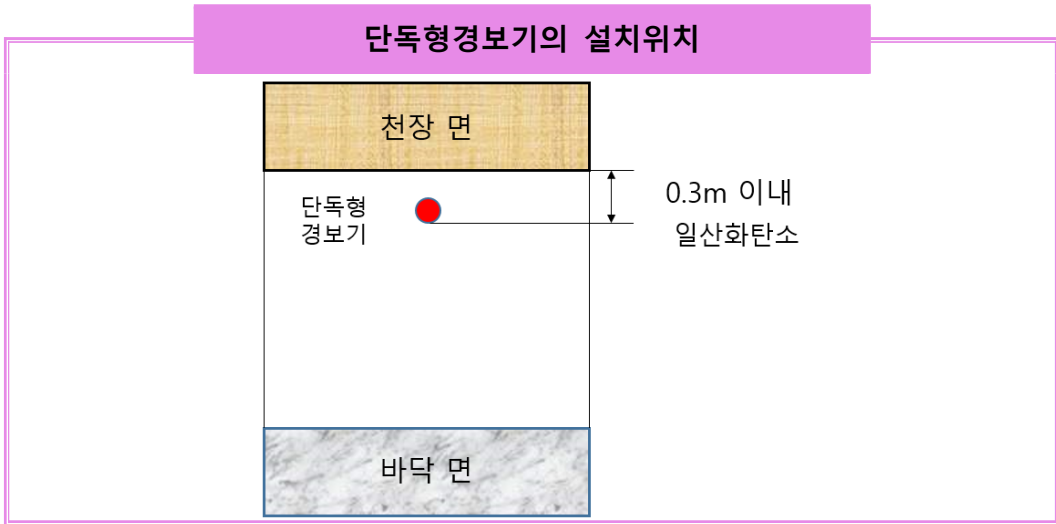 단독형경보기의 설치위치
천장 면
단독형
경보기
0.3m 이내
일산화탄소
바닥 면